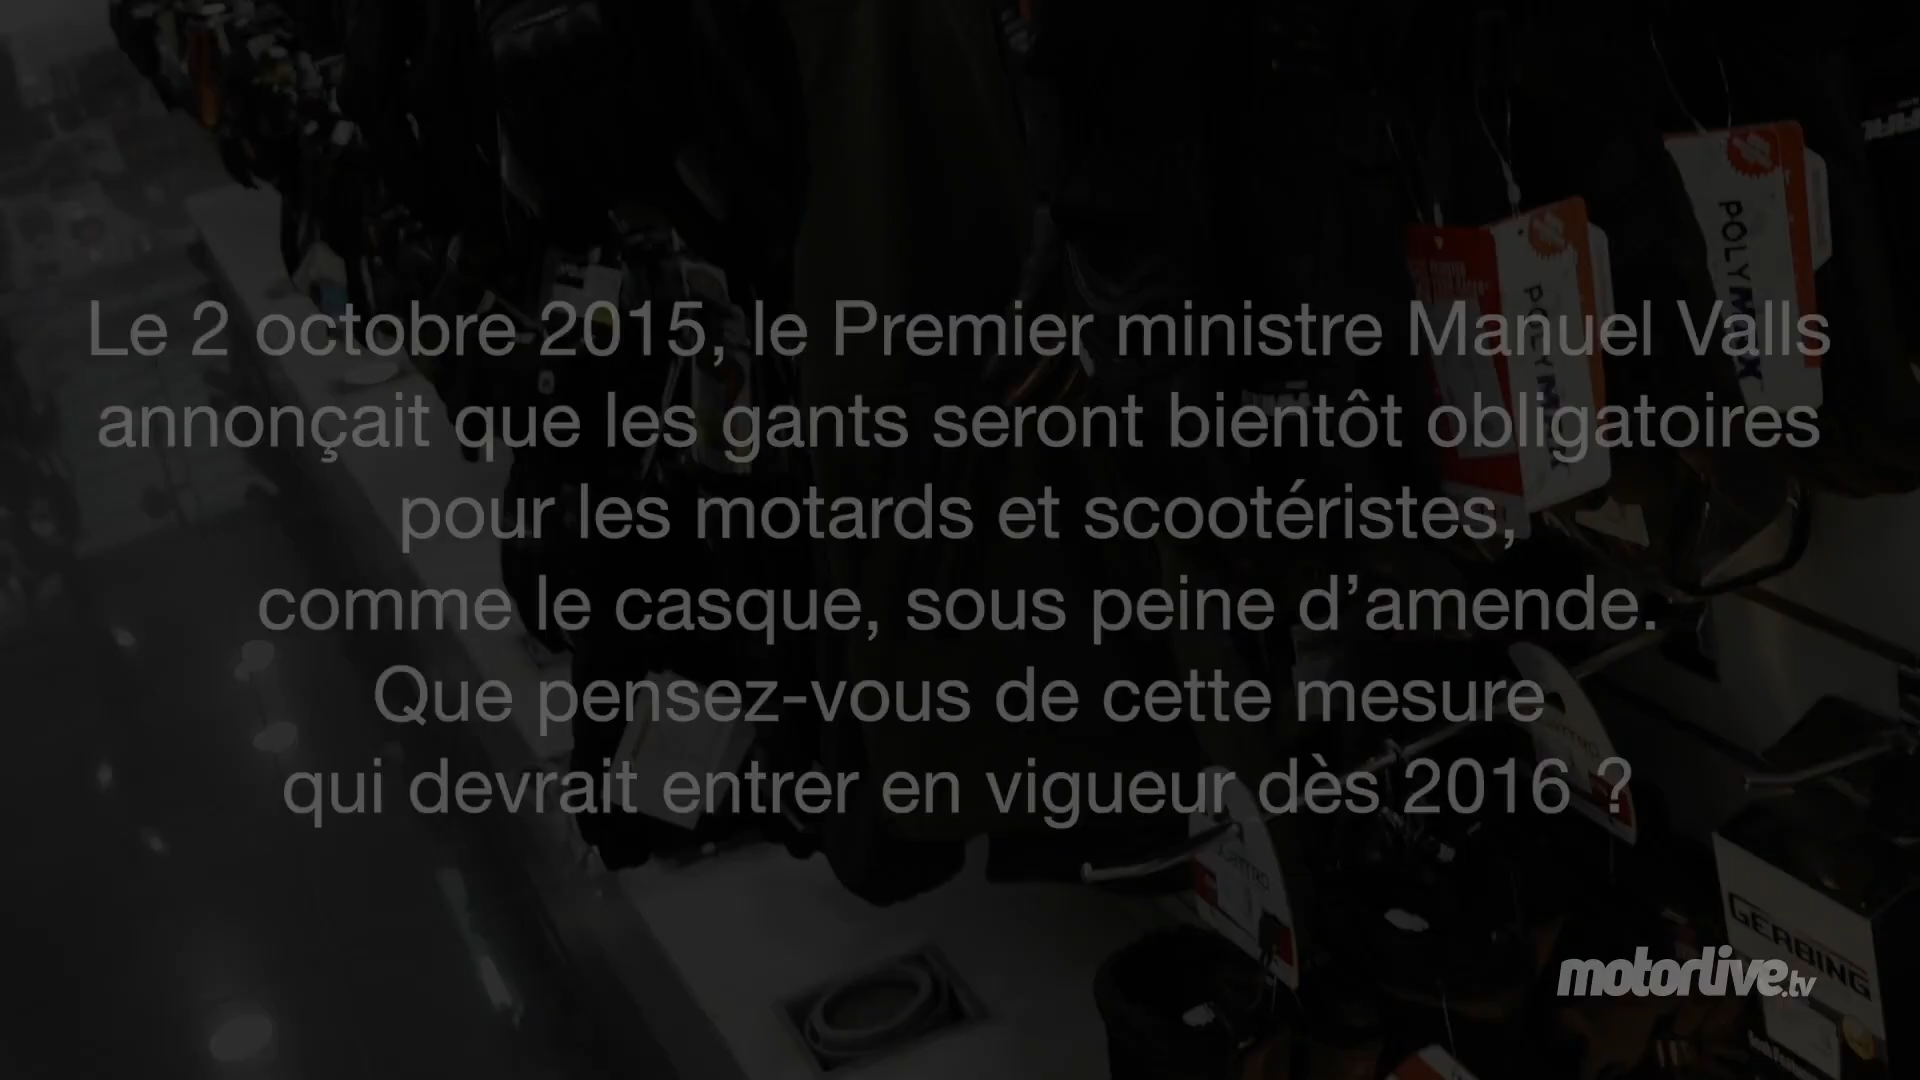 POLYMAX
POLYMAX
Le 2 octobre 2015, le Premier ministre Manuel Valls
annonçait que les gants seront bientôt obligatoires
pour les motards et scootéristes,
comme le casque, sous peine d’amende.
Que pensez-vous de cette mesure
qui devrait entrer en vigueur dès 2016 ?
GERBING
motorlive.tv